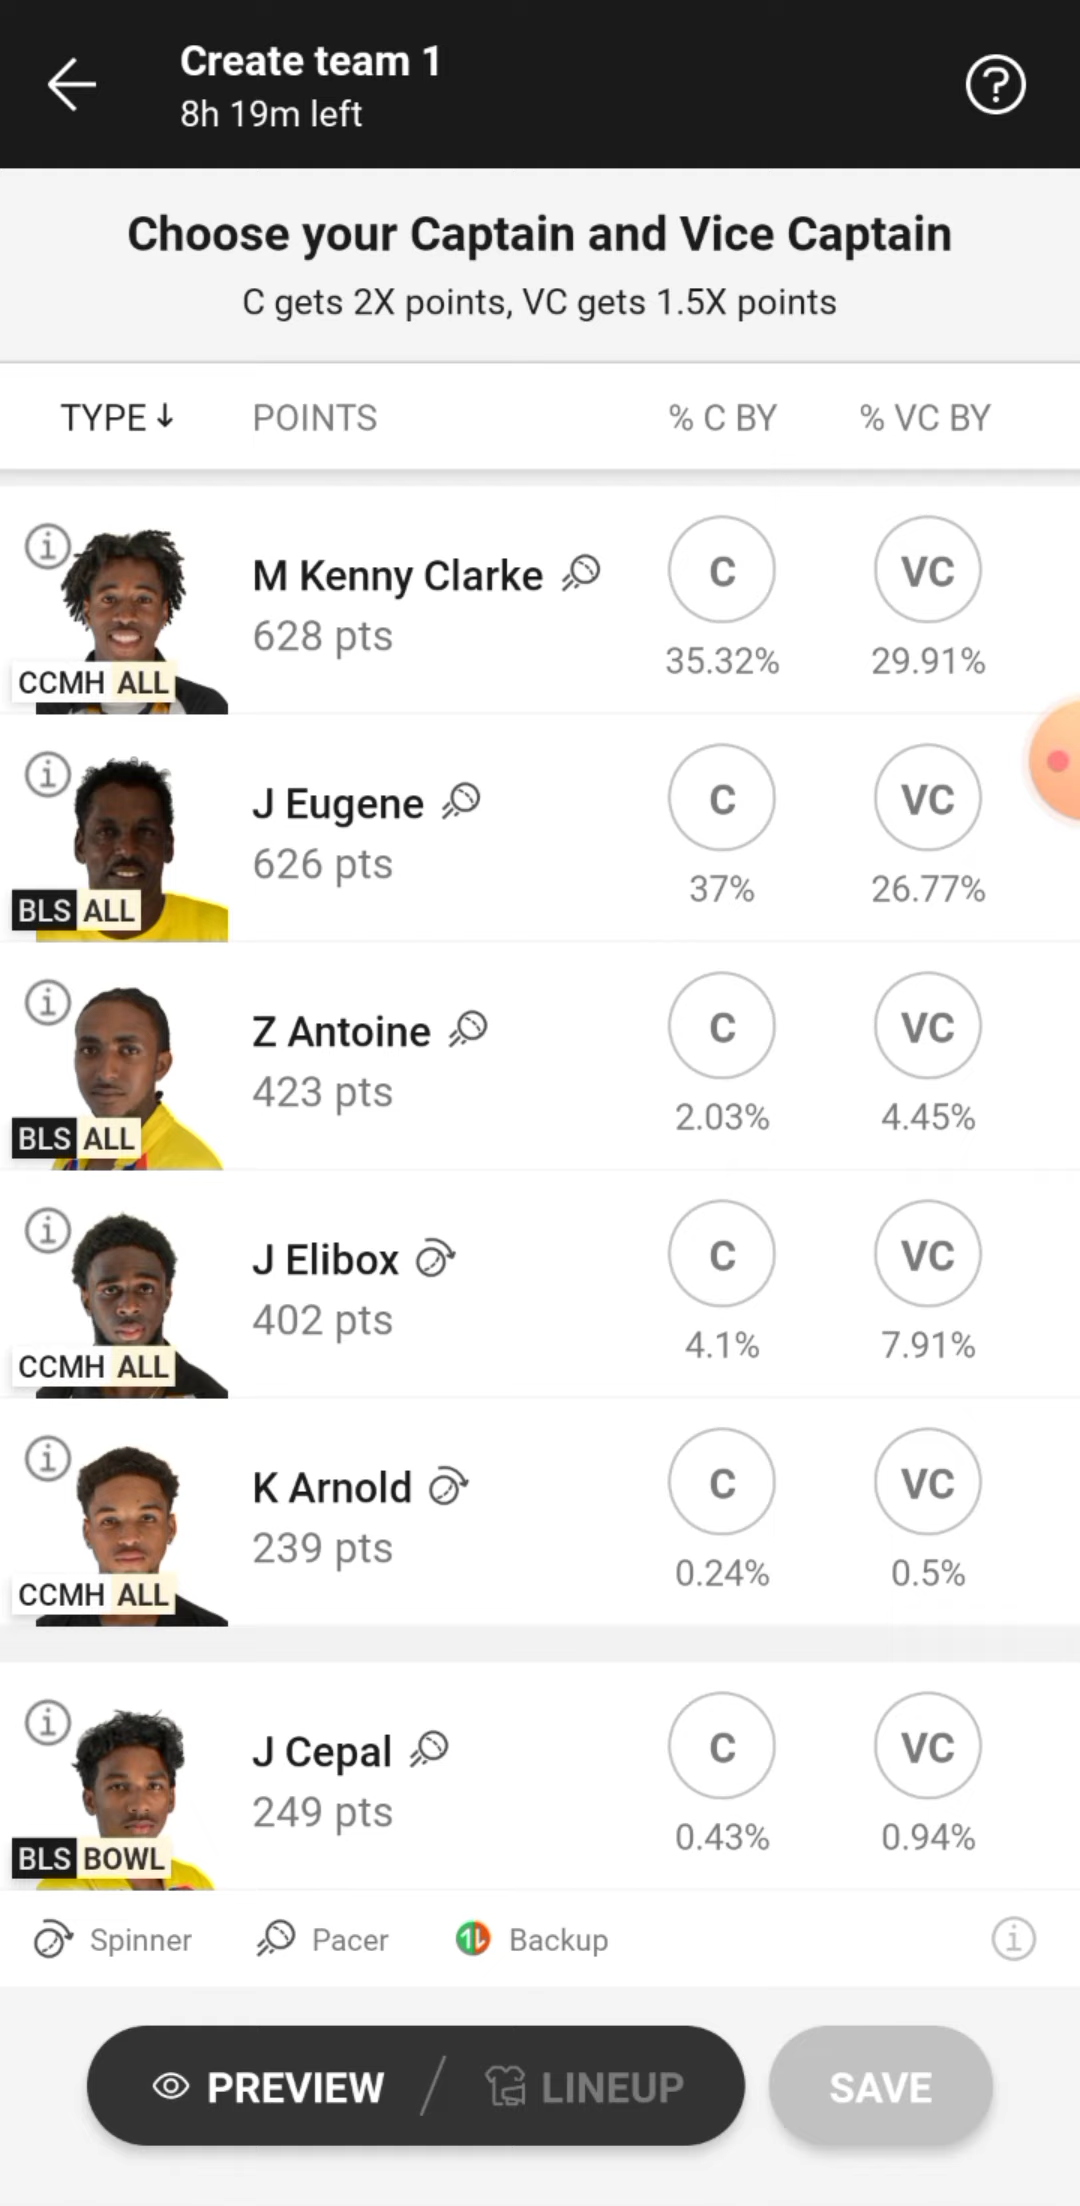 Create team 1
8h 19m left
Choose your Captain and Vice Captain
C gets 2X points, VC gets 1.5X points
TYPE↓ POINTS % C BY % VC BY
M Kenny Clarke C VC
628 pts 35.32% 29.91%
CCMH ALL
J Eugene C VC
626 pts 37% 26.77%
BLS ALL
Z Antoine C VC
423 pts 2.03% 4.45%
BLS ALL
J Elibox C VC
402 pts 4.1% 7.91%
CCMH ALL
K Arnold C VC
239 pts 0.24% 0.5%
CCMH ALL
J Cepal C VC
249 pts 0.43% 0.94%
BLS BOWL
Spinner Pacer Backup
PREVIEW / LINEUP SAVE